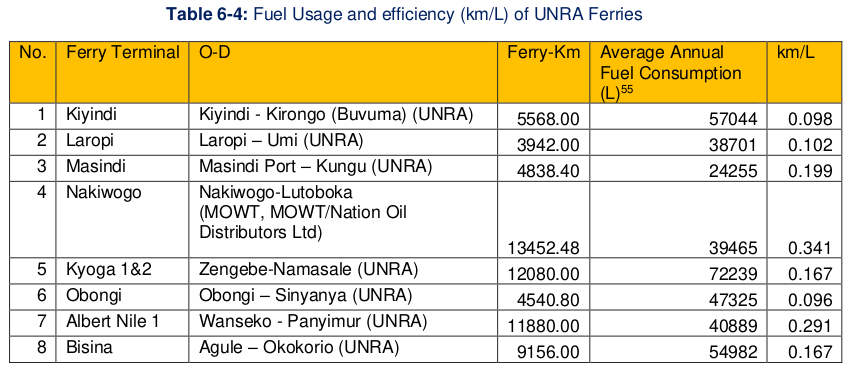 Table 6-4: Fuel Usage and efficiency (km/L) of UNRA Ferries
No. Ferry Terminal O-D Ferry-Km Average Annual
Fuel Consumption
(L)55
km/L
1 Kiyindi Kiyindi - Kirongo (Buvuma) (UNRA) 5568.00 57044 0.098
2 Laropi Laropi – Umi (UNRA) 3942.00 38701 0.102
3 Masindi Masindi Port – Kungu (UNRA) 4838.40 24255 0.199
4 Nakiwogo Nakiwogo-Lutoboka
(MOWT, MOWT/Nation Oil
Distributors Ltd)
13452.48 39465 0.341
5 Kyoga 1&2 Zengebe-Namasale (UNRA) 12080.00 72239 0.167
6 Obongi Obongi – Sinyanya (UNRA) 4540.80 47325 0.096
7 Albert Nile 1 Wanseko - Panyimur (UNRA) 11880.00 40889 0.291
8 Bisina Agule – Okokorio (UNRA) 9156.00 54982 0.167